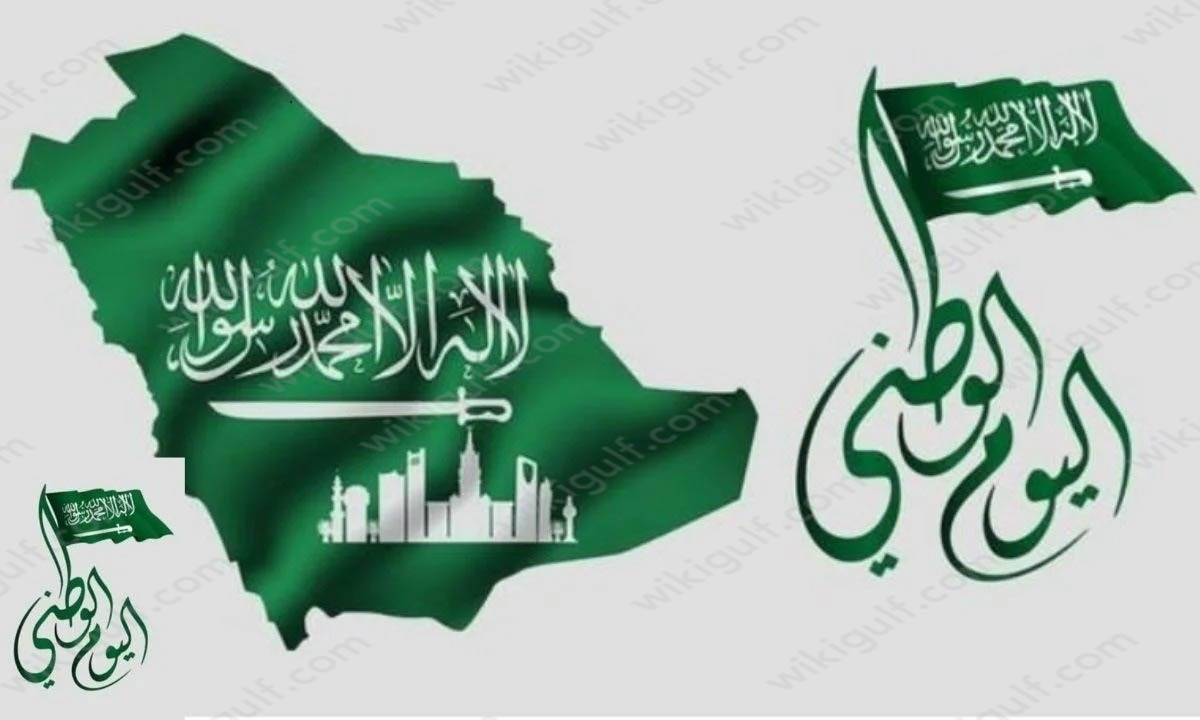 لا إله إلا الله محمد رسول الله
لا إله إلا الله محمد رسول الله
اليوم الوطني
لا إله إلا الله محمد رسول الله
اليوم الوطني
wikigulf.com